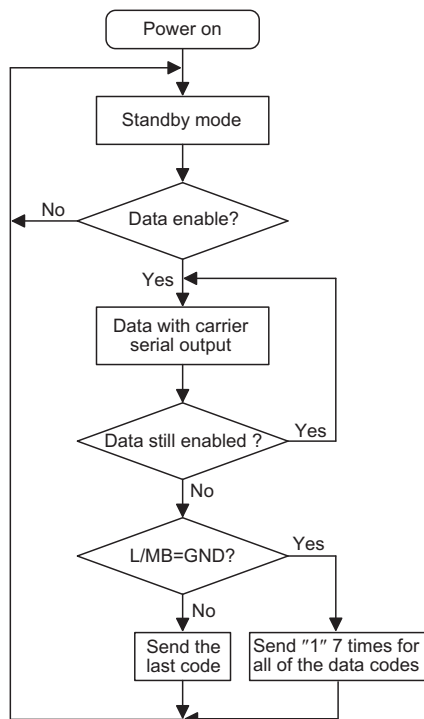 Power on
Standby mode
No
Data enable?
Yes
Data with carrier
serial output
Data still enabled ?
Yes
No
L/MB=GND?
Yes
No
Send the
last code
Send ″1″ 7 times for
all of the data codes